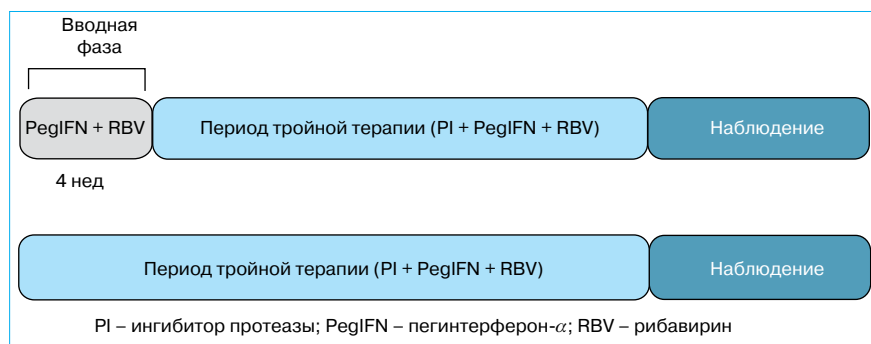 Вводная
фаза
PegIFN + RBV
Период тройной терапии (PI + PegIFN + RBV)
Наблюдение
4 нед
Период тройной терапии (PI + PegIFN + RBV)
Наблюдение
PI – ингибитор протеазы; PegIFN – пегинтерферон-α; RBV – рибавирин